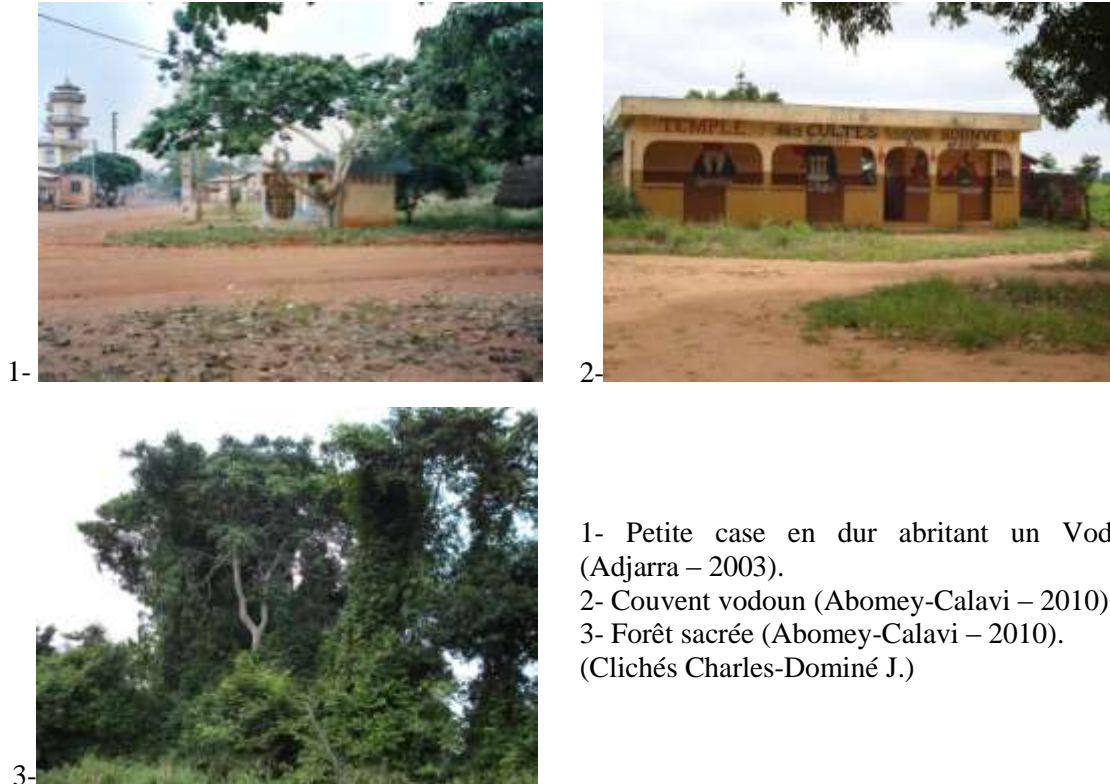 1-
2-
TEMPLE DES CULTES
3-
1- Petite case en dur abritant un Vod
(Adjarra – 2003).
2- Couvent vodoun (Abomey-Calavi – 2010)
3- Forêt sacrée (Abomey-Calavi – 2010).
(Clichés Charles-Dominé J.)